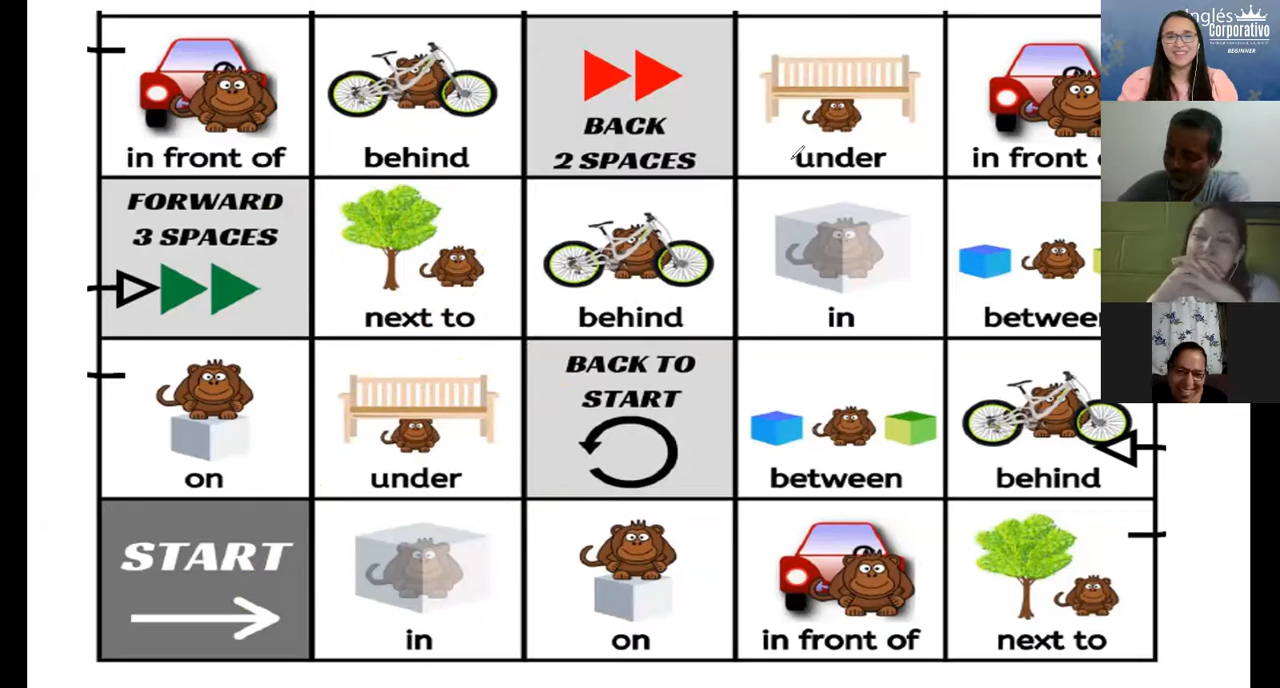 in front of
behind
BACK
2 SPACES
under
in front
FORWARD
3 SPACES
next to
behind
in
between
on
under
BACK TO
START
between
behind
START
in
on
in front of
next to
Inglés
Corporativo
BEGINNER